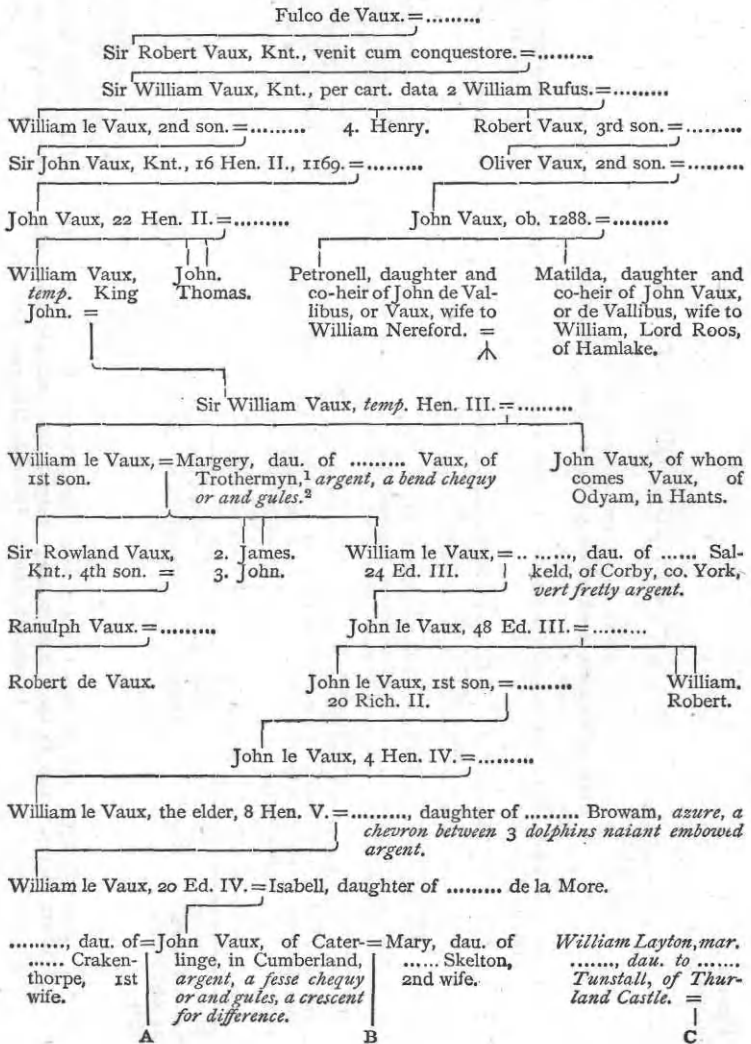 Fulco de Vaux.=.........
Sir Robert Vaux, Knt., venit cum conquestore.=.........
Sir William Vaux, Knt., per cart. data 2 William Rufus.=.........
William le Vaux, 2nd son.=......... 4. Henry. Robert Vaux, 3rd son.=.........
Sir John Vaux, Knt., 16 Hen. II., 1169.=......... Oliver Vaux, 2nd son.=.........
John Vaux, 22 Hen. II.=......... John Vaux, ob. 1288.=.........
William Vaux,
temp. King
John. =
John.
Thomas.
Petronell, daughter and
co-heir of John de Val-
libus, or Vaux, wife to
William Nereford. =
Matilda, daughter and
co-heir of John Vaux,
or de Vallibus, wife to
William, Lord Roos,
of Hamlake.
Sir William Vaux, temp. Hen. III.=.........
William le Vaux,
1st son.
=Margery, dau. of ......... Vaux, of
Trothermyn,¹ argent, a bend chequy
or and gules.²
John Vaux, of whom
comes Vaux, of
Odyam, in Hants.
Sir Rowland Vaux,
Knt., 4th son. =
2. James.
3. John.
William le Vaux,
24 Ed. III.
=.. ......, dau. of ...... Sal-
keld, of Corby, co. York,
vert fretty argent.
Ranulph Vaux.=......... John le Vaux, 48 Ed. III.=.........
Robert de Vaux.
John le Vaux, 1st son,
20 Rich. II.
=.........
William.
Robert.
John le Vaux, 4 Hen. IV.=.........
William le Vaux, the elder, 8 Hen. V.=........., daughter of ......... Browam, azure, a
chevron between 3 dolphins naiant embowed
argent.
William le Vaux, 20 Ed. IV.=Isabell, daughter of ......... de la More.
........., dau. of
...... Craken-
thorpe, 1st
wife.
=John Vaux, of Cater-
linge, in Cumberland,
argent, a fesse chequy
or and gules, a crescent
for difference.
=Mary, dau. of
...... Skelton,
2nd wife.
William Layton, mar.
......., dau. to .......
Tunstall, of Thur-
land Castle. =
A B C